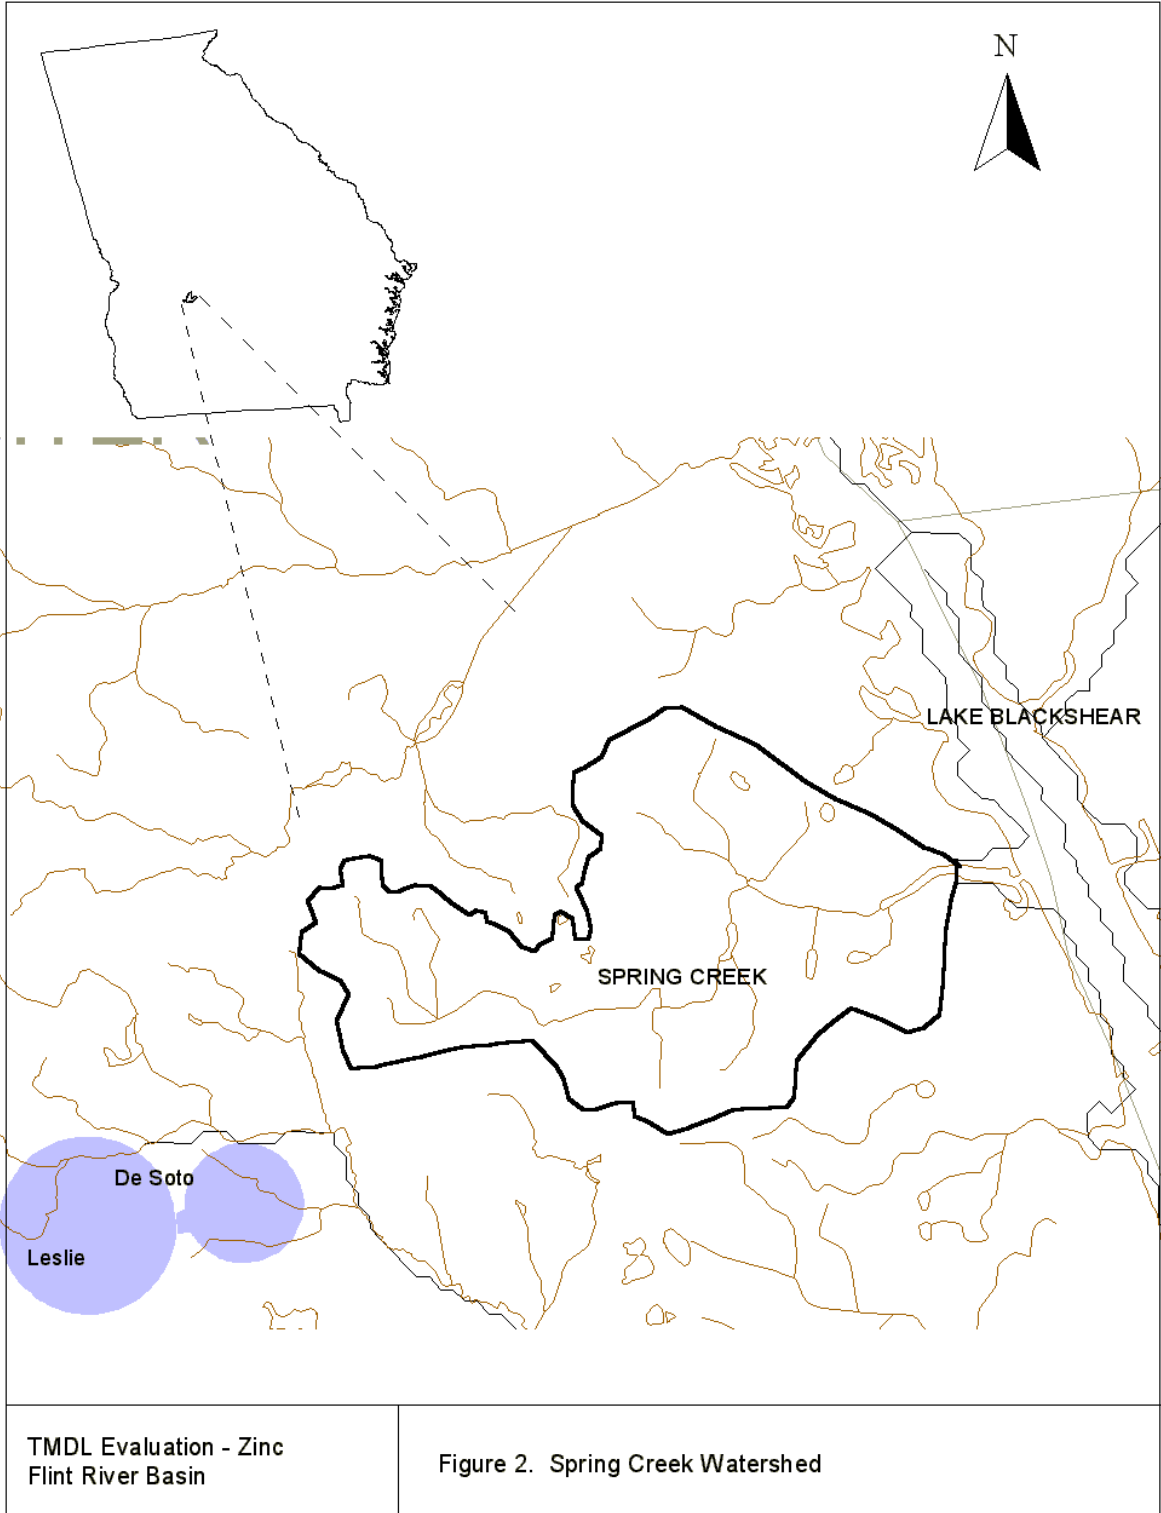 N
LAKE BLACKSHEAR
SPRING CREEK
De Soto
Leslie
TMDL Evaluation - Zinc
Flint River Basin
Figure 2. Spring Creek Watershed